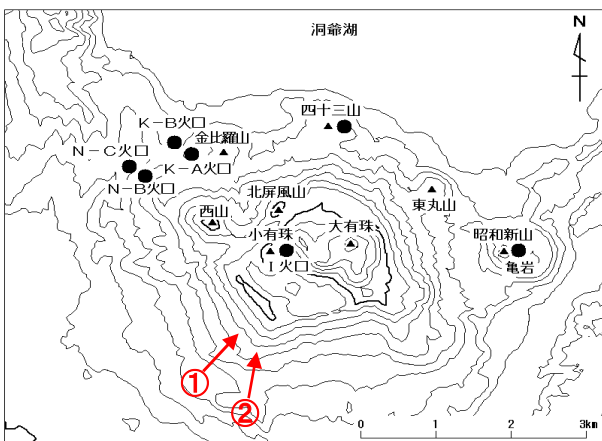 洞爺湖
N
四十三山
K-B火口
金比羅山
N-C火口
K-A火口
N-B火口
北屏風山
東丸山
西山
小有珠
大有珠
昭和新山
I火口
亀岩
①
②
0 1 2 3km